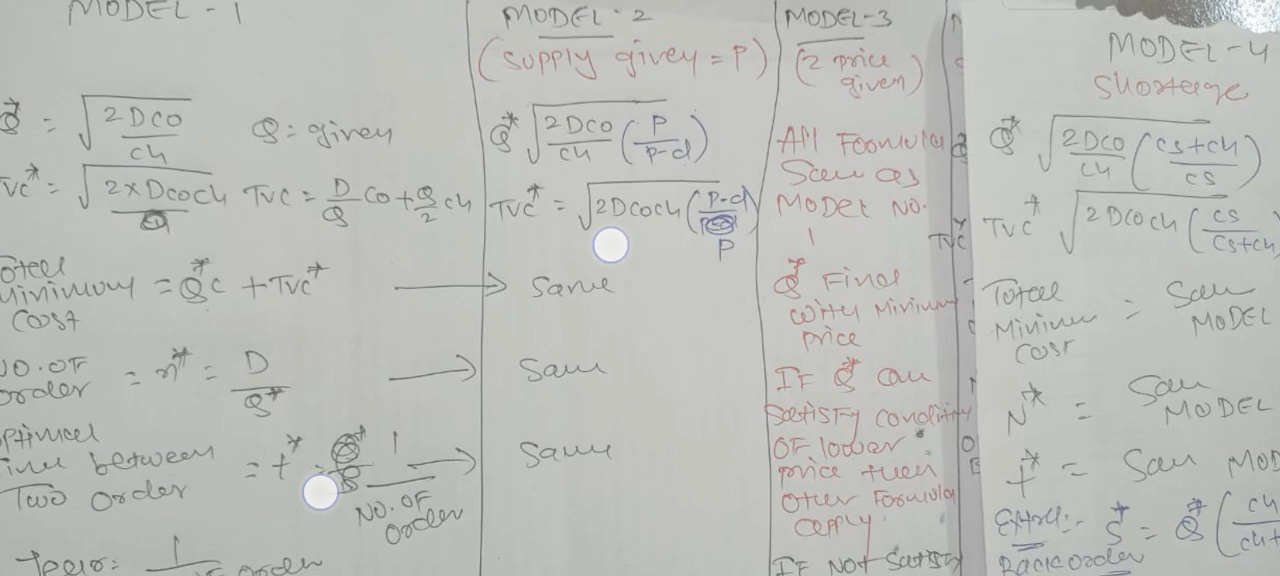 MODEL - 1
Q* = √2DCo/Ch Q = given
TVC* = √2×DCoCh TVC = D/Q Co + Q/2 Ch
Minimum = Q*C + TVC*
Cost
NO. OF order = n* = D/Q*
Time between = t* 1/NO. OF order
Two order
MODEL - 2
(Supply given = P)
Q* √2DCo/Ch (P/P-d)
TVC* = √2DCoCh (P-d/P)
Same
Same
Same
MODEL-3
(2 price given)
All Formula
Same as
MODEL NO.
1
Q* Find
with Minimum
price
IF Q* can
Satisfy condition
OF lower
price then
other Formula
apply.
IF NOT Satisfy
MODEL-4
Shortage
Q* √2DCo/Ch (Cs+Ch/Cs)
TVC* √2DCoCh (Cs/Cs+Ch
Total
Minimum = Same MODEL
Cost
N* = Same MODEL
t* = Same MOD
Extra:- S* = Q* (Ch/Ch+
Backorder